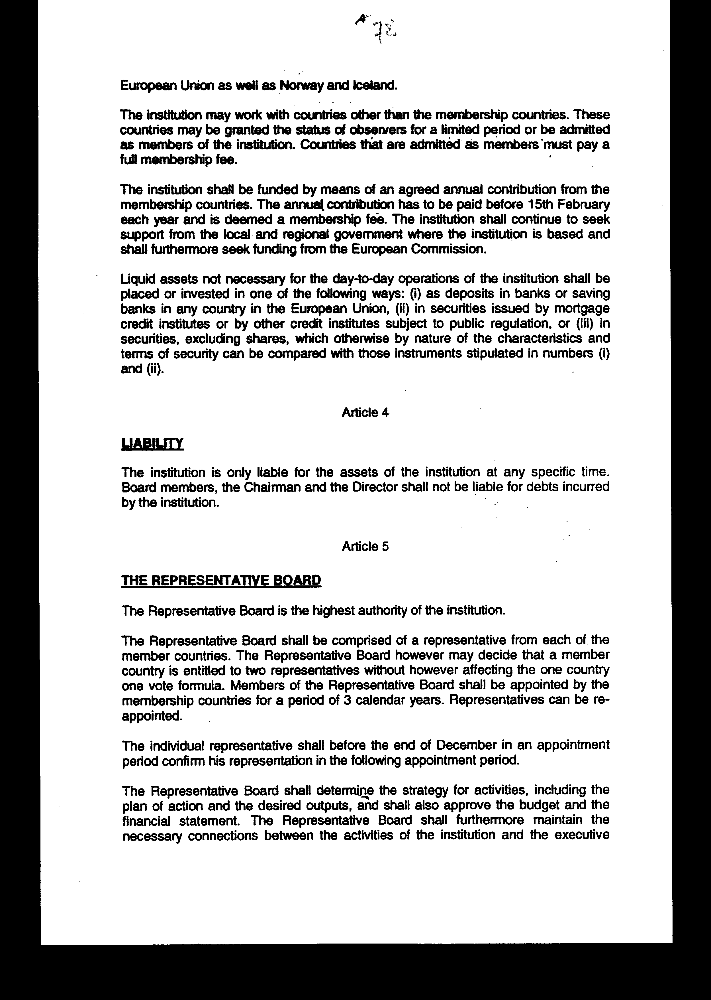 78
European Union as well as Norway and Iceland.
The institution may work with countries other than the membership countries. These
countries may be granted the status of observers for a limited period or be admitted
as members of the institution. Countries that are admitted as members must pay a
full membership fee.
The institution shall be funded by means of an agreed annual contribution from the
membership countries. The annual contribution has to be paid before 15th February
each year and is deemed a membership fee. The institution shall continue to seek
support from the local and regional government where the institution is based and
shall furthermore seek funding from the European Commission.
Liquid assets not necessary for the day-to-day operations of the institution shall be
placed or invested in one of the following ways: (i) as deposits in banks or saving
banks in any country in the European Union, (ii) in securities issued by mortgage
credit institutes or by other credit institutes subject to public regulation, or (iii) in
securities, excluding shares, which otherwise by nature of the characteristics and
terms of security can be compared with those instruments stipulated in numbers (i)
and (ii).
Article 4
LIABILITY
The institution is only liable for the assets of the institution at any specific time.
Board members, the Chairman and the Director shall not be liable for debts incurred
by the institution.
Article 5
THE REPRESENTATIVE BOARD
The Representative Board is the highest authority of the institution.
The Representative Board shall be comprised of a representative from each of the
member countries. The Representative Board however may decide that a member
country is entitled to two representatives without however affecting the one country
one vote formula. Members of the Representative Board shall be appointed by the
membership countries for a period of 3 calendar years. Representatives can be re-
appointed.
The individual representative shall before the end of December in an appointment
period confirm his representation in the following appointment period.
The Representative Board shall determine the strategy for activities, including the
plan of action and the desired outputs, and shall also approve the budget and the
financial statement. The Representative Board shall furthermore maintain the
necessary connections between the activities of the institution and the executive